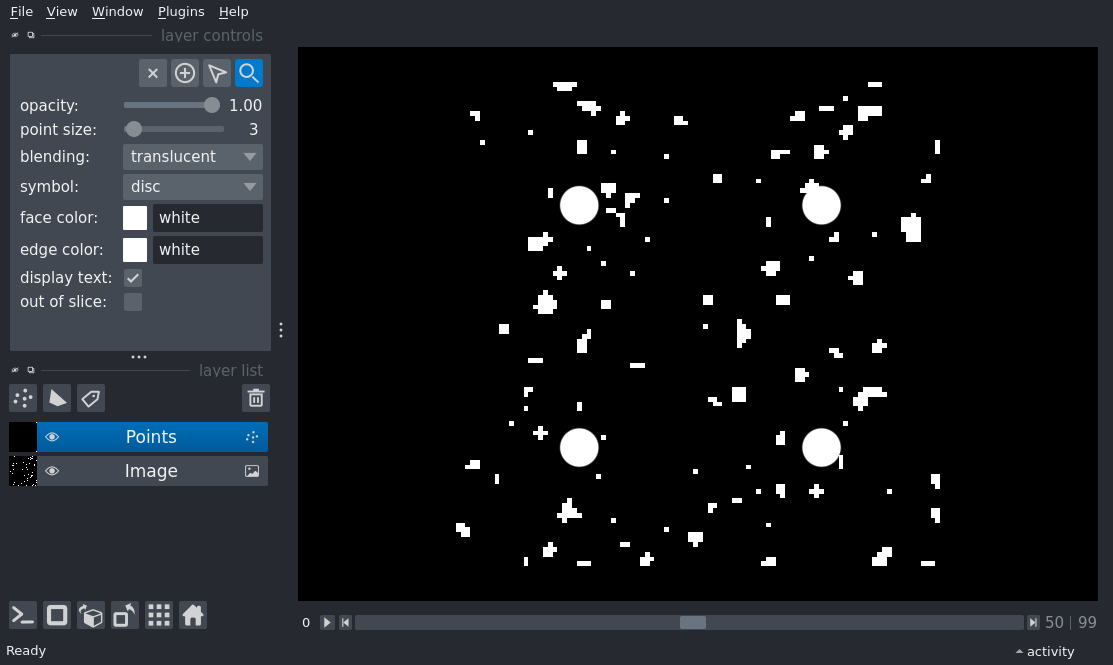 File View Window Plugins Help
layer controls
opacity: 1.00
point size: 3
blending: translucent
symbol: disc
face color: white
edge color: white
display text:
out of slice:
layer list
Points
Image
0 50 | 99
Ready activity